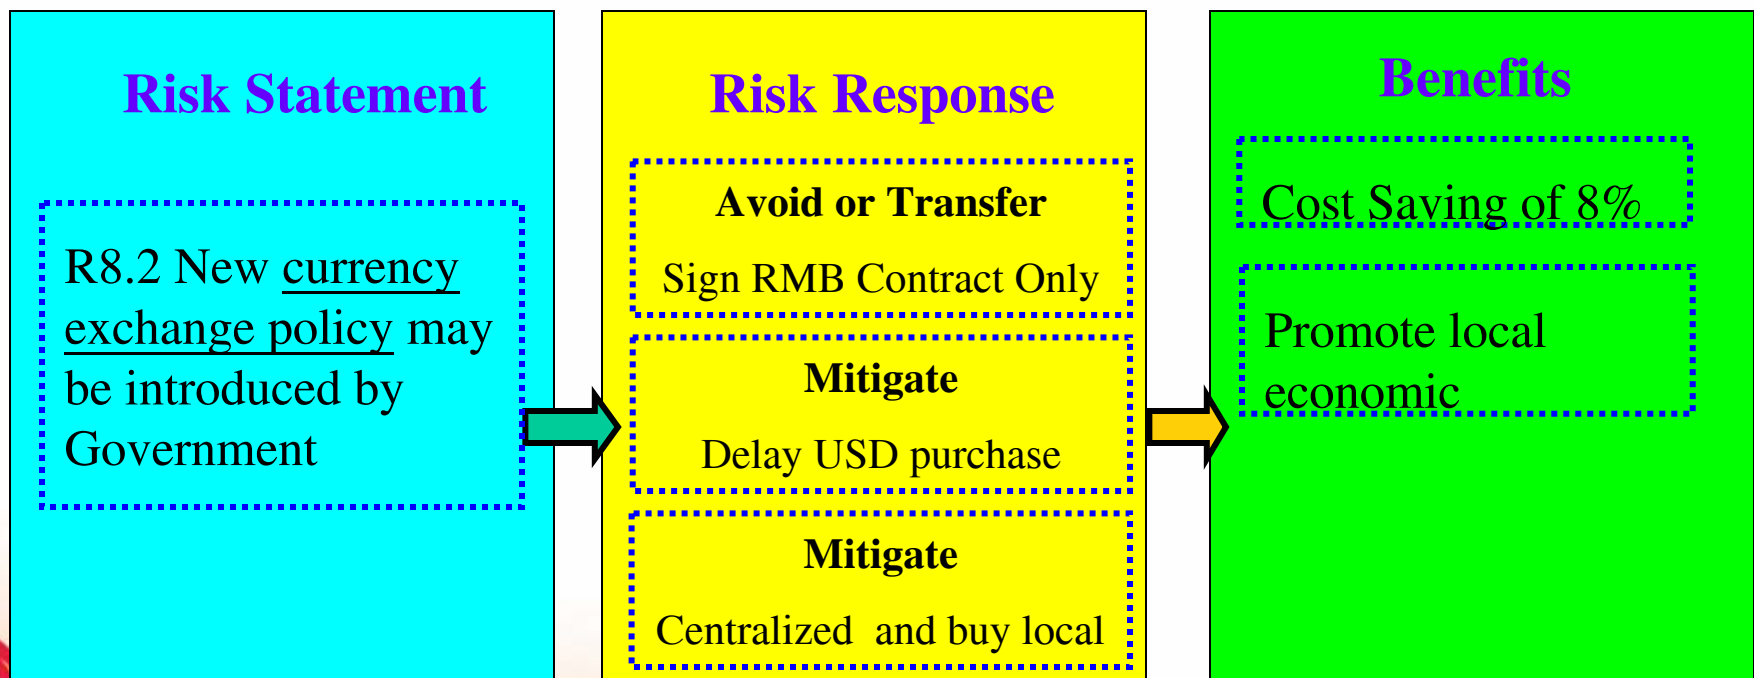 Risk Statement
R8.2 New currency
exchange policy may
be introduced by
Government
Risk Response
Avoid or Transfer
Sign RMB Contract Only
Mitigate
Delay USD purchase
Mitigate
Centralized and buy local
Benefits
Cost Saving of 8%
Promote local
economic